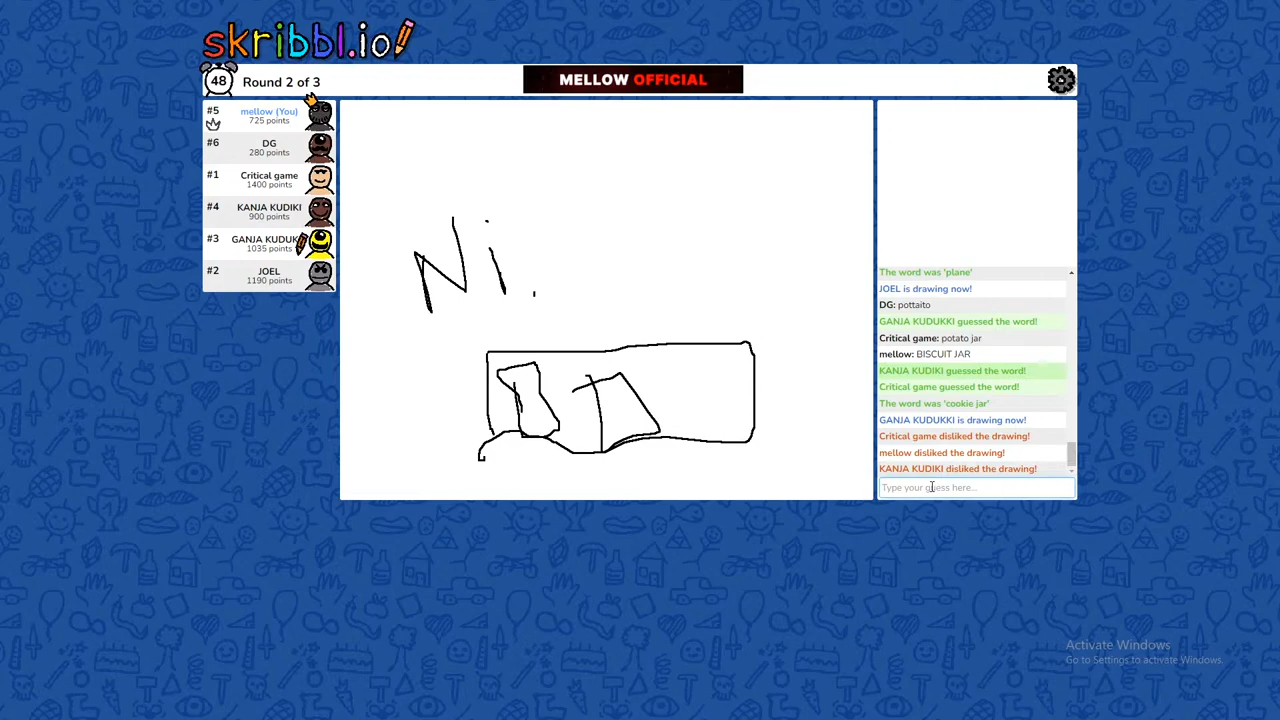 skribbl.io
48
Round 2 of 3
MELLOW OFFICIAL
#5
mellow (You)
725 points
#6
DG
280 points
#1
Critical game
1400 points
#4
KANJA KUDIKI
900 points
#3
GANJA KUDUK
1035 points
#2
JOEL
1190 points
Ni.
The word was 'plane'
JOEL is drawing now!
DG: pottaito
GANJA KUDUKKI guessed the word!
Critical game: potato jar
mellow: BISCUIT JAR
KANJA KUDIKI guessed the word!
Critical game guessed the word!
The word was 'cookie jar'
GANJA KUDUKKI is drawing now!
Critical game disliked the drawing!
mellow disliked the drawing!
KANJA KUDIKI disliked the drawing!
Type your guess here...
Activate Windows
Go to Settings to activate Windows.